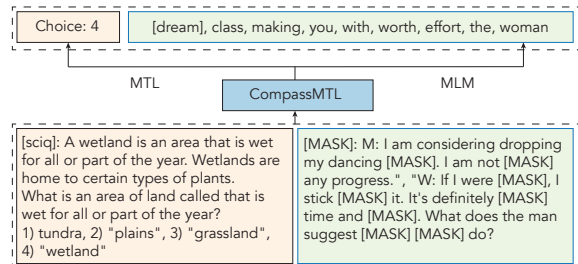 Choice: 4
[dream], class, making, you, with, worth, effort, the, woman
MTL
MLM
CompassMTL
[sciq]: A wetland is an area that is wet
for all or part of the year. Wetlands are
home to certain types of plants.
What is an area of land called that is
wet for all or part of the year?
1) tundra, 2) "plains", 3) "grassland",
4) "wetland"
[MASK]: M: I am considering dropping
my dancing [MASK]. I am not [MASK]
any progress.", "W: If I were [MASK], I
stick [MASK] it. It's definitely [MASK]
time and [MASK]. What does the man
suggest [MASK] [MASK] do?